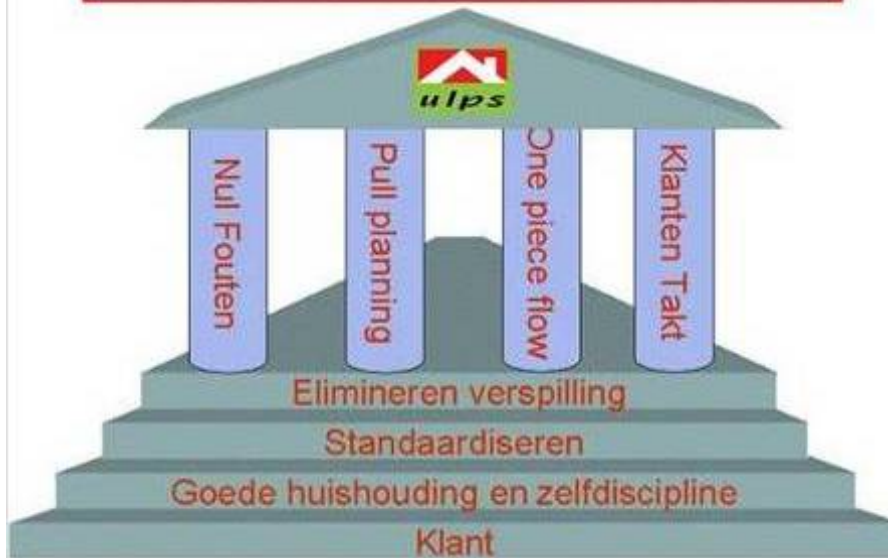 ulps
Nul Fouten
Pull planning
One piece flow
Klanten Takt
Elimineren verspilling
Standaardiseren
Goede huishouding en zelfdiscipline
Klant